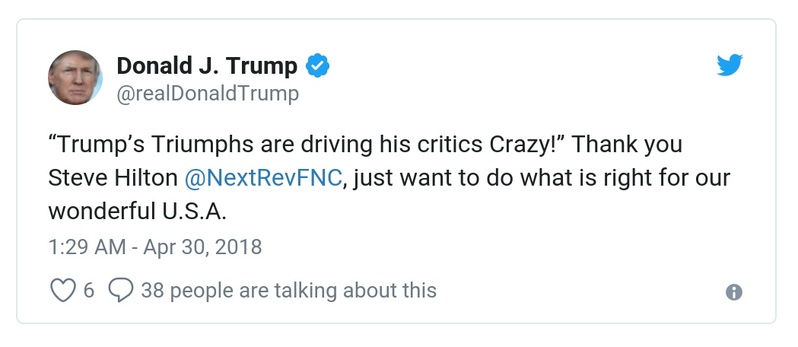 Donald J. Trump
@realDonaldTrump
“Trump’s Triumphs are driving his critics Crazy!” Thank you
Steve Hilton @NextRevFNC, just want to do what is right for our
wonderful U.S.A.
1:29 AM - Apr 30, 2018
6 38 people are talking about this